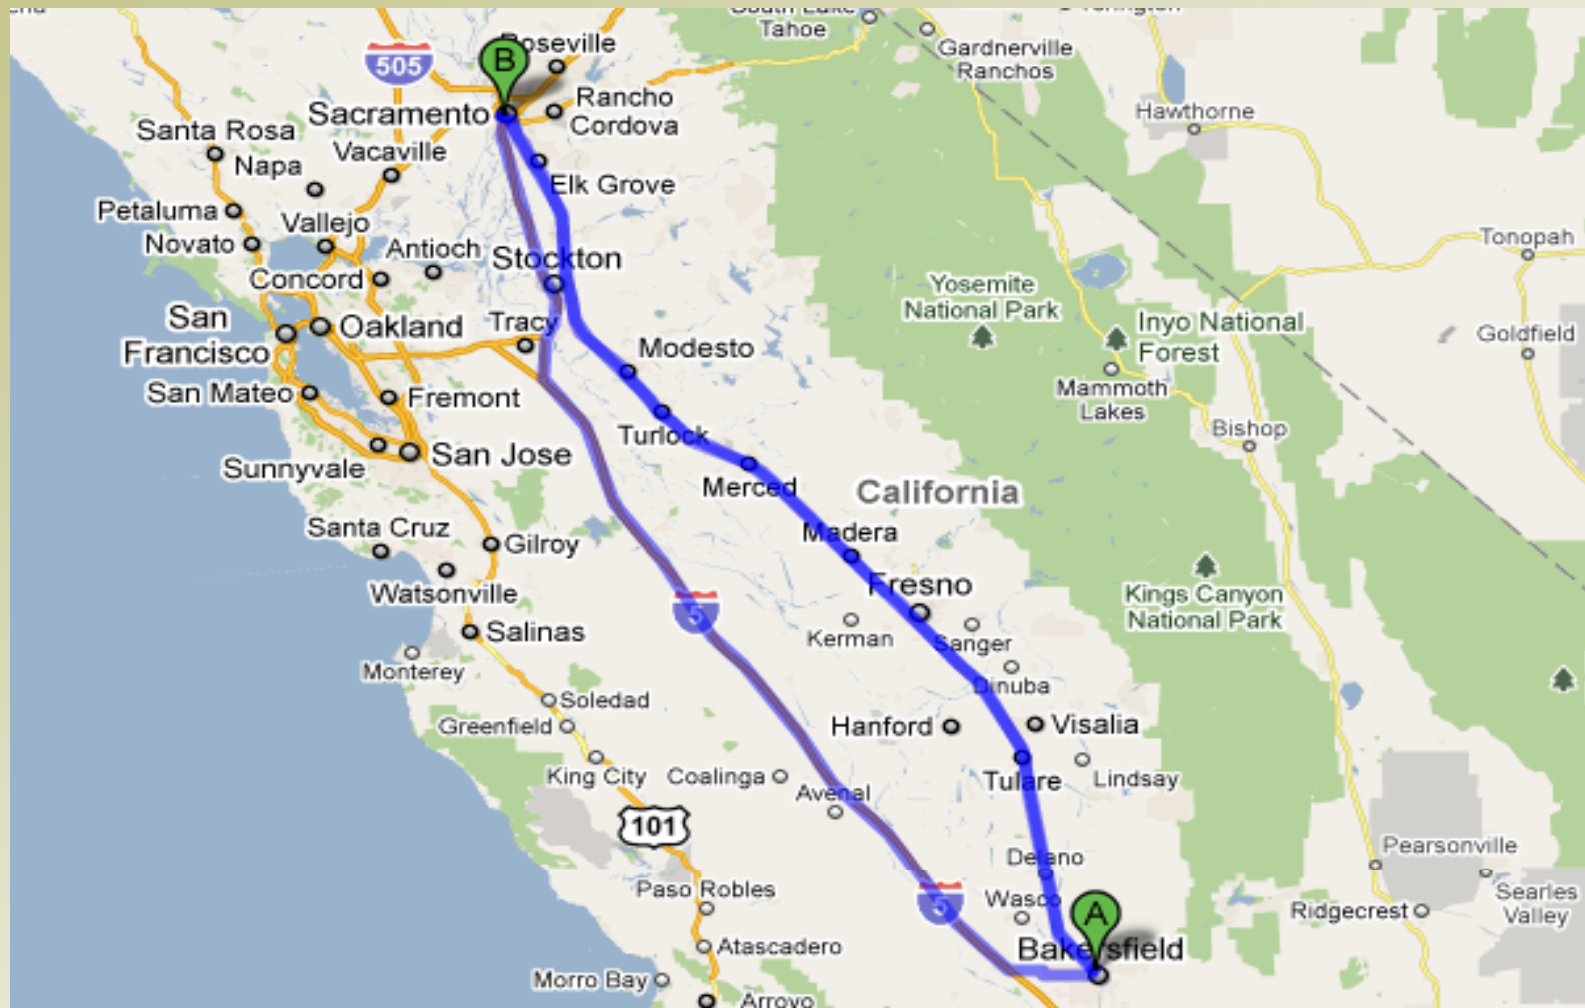 South Lake
Tahoe
Gardnerville
Ranchos
Roseville
B
505
Rancho
Cordova
Sacramento
Hawthorne
Santa Rosa
Vacaville
Napa
Elk Grove
Petaluma
Vallejo
Novato
Antioch
Stockton
Tonopah
Concord
Yosemite
National Park
San
Francisco
Oakland
Tracy
Inyo National
Forest
Goldfield
Modesto
Mammoth
Lakes
San Mateo
Fremont
Turlock
Bishop
Sunnyvale
San Jose
Merced
California
Santa Cruz
Gilroy
Madera
Watsonville
Fresno
Kings Canyon
National Park
5
Salinas
Kerman
Sanger
Monterey
Dinuba
Soledad
Greenfield
Hanford
Visalia
King City
Coalinga
Avenal
Tulare
Lindsay
101
Delano
Pearsonville
Paso Robles
5
Wasco
A
Searles
Valley
Ridgecrest
Atascadero
Bakersfield
Morro Bay
Arroyo